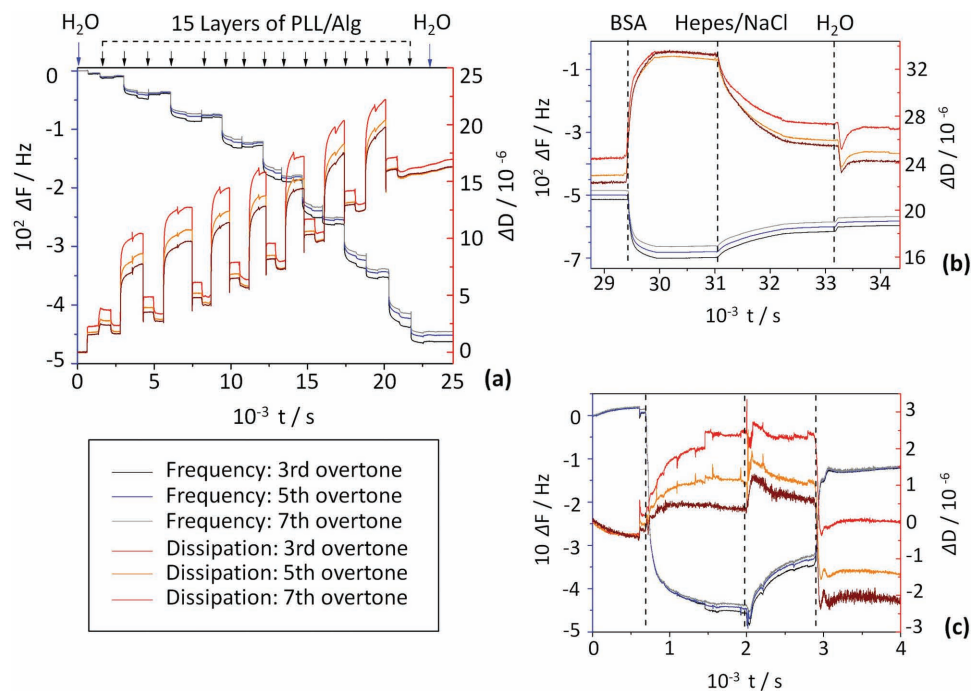 H₂O
15 Layers of PLL/Alg
H₂O
0
-1
-2
-3
-4
-5
10² ΔF / Hz
25
20
15
10
5
0
ΔD / 10⁻⁶
0
5
10
15
20
25
10⁻³ t / s
(a)
BSA
Hepes/NaCl
H₂O
-1
-3
-5
-7
10² ΔF / Hz
32
28
24
20
16
ΔD / 10⁻⁶
29
30
31
32
33
34
10⁻³ t / s
(b)
Frequency: 3rd overtone
Frequency: 5th overtone
Frequency: 7th overtone
Dissipation: 3rd overtone
Dissipation: 5th overtone
Dissipation: 7th overtone
0
-1
-2
-3
-4
-5
10 ΔF / Hz
3
2
1
0
-1
-2
-3
ΔD / 10⁻⁶
0
1
2
3
4
10⁻³ t / s
(c)